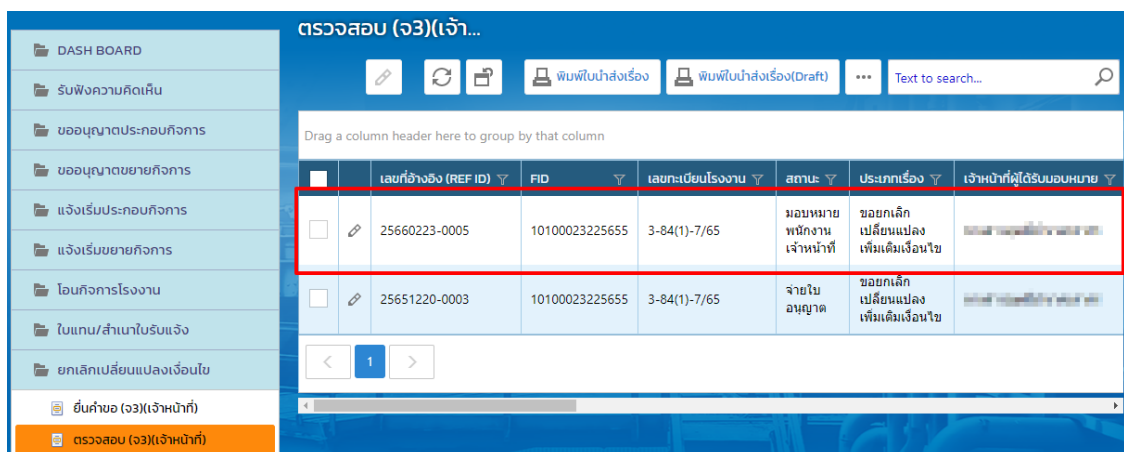 ตรวจสอบ (จ3)(เจ้า...
DASH BOARD
รับฟังความคิดเห็น
ขออนุญาตประกอบกิจการ
ขออนุญาตขยายกิจการ
แจ้งเริ่มประกอบกิจการ
แจ้งเริ่มขยายกิจการ
โอนกิจการโรงงาน
ใบแทน/สำเนาใบรับแจ้ง
ยกเลิกเปลี่ยนแปลงเงื่อนไข
ยื่นคำขอ (จ3)(เจ้าหน้าที่)
ตรวจสอบ (จ3)(เจ้าหน้าที่)
พิมพ์ใบนำส่งเรื่อง พิมพ์ใบนำส่งเรื่อง(Draft) ... Text to search...
Drag a column header here to group by that column
เลขที่อ้างอิง (REF ID) FID เลขทะเบียนโรงงาน สถานะ ประเภทเรื่อง เจ้าหน้าที่ผู้ได้รับมอบหมาย
25660223-0005 10100023225655 3-84(1)-7/65 มอบหมาย ขอยกเลิก
พนักงาน เปลี่ยนแปลง
เจ้าหน้าที่ เพิ่มเติมเงื่อนไข
25651220-0003 10100023225655 3-84(1)-7/65 จ่ายใบ ขอยกเลิก
อนุญาต เปลี่ยนแปลง
เพิ่มเติมเงื่อนไข
1